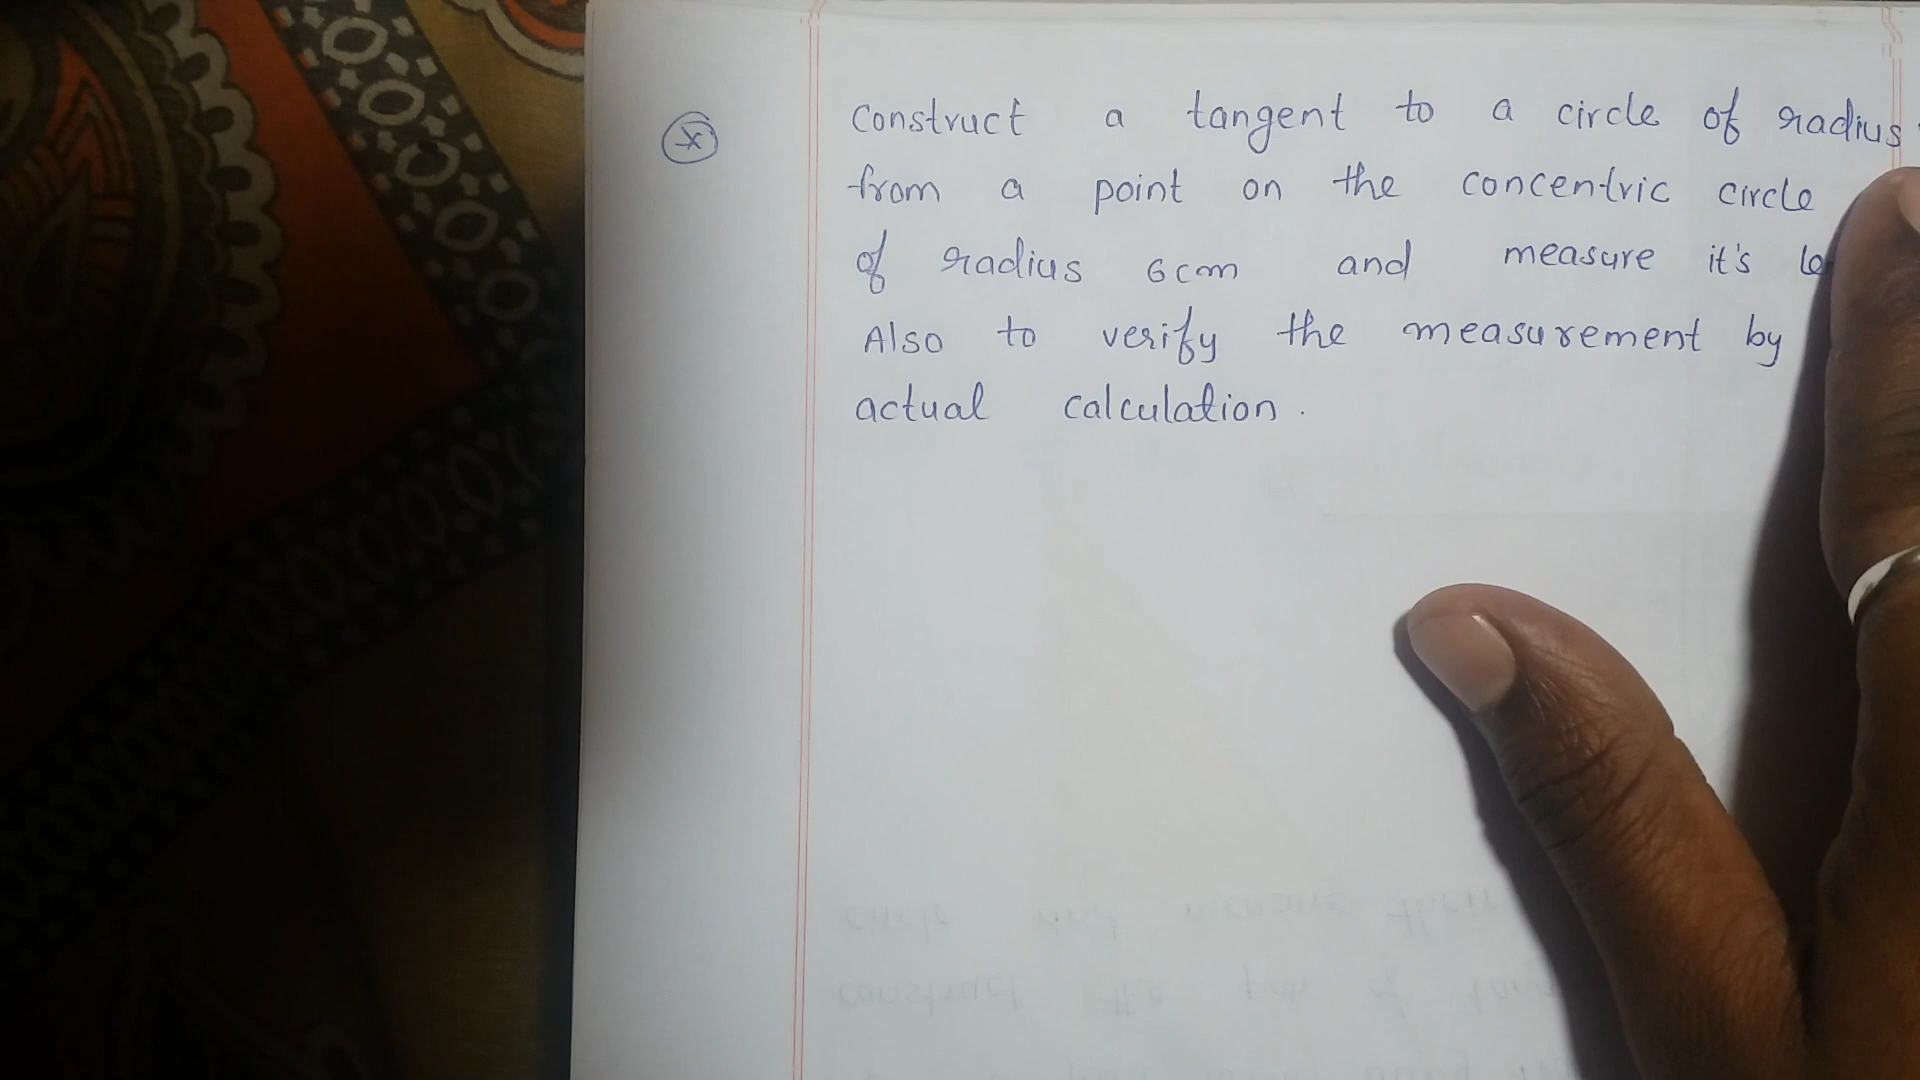 construct a tangent to a circle of radius
from a point on the concentric circle
of radius 6cm and measure it's
Also to verify the measurement by
actual calculation.